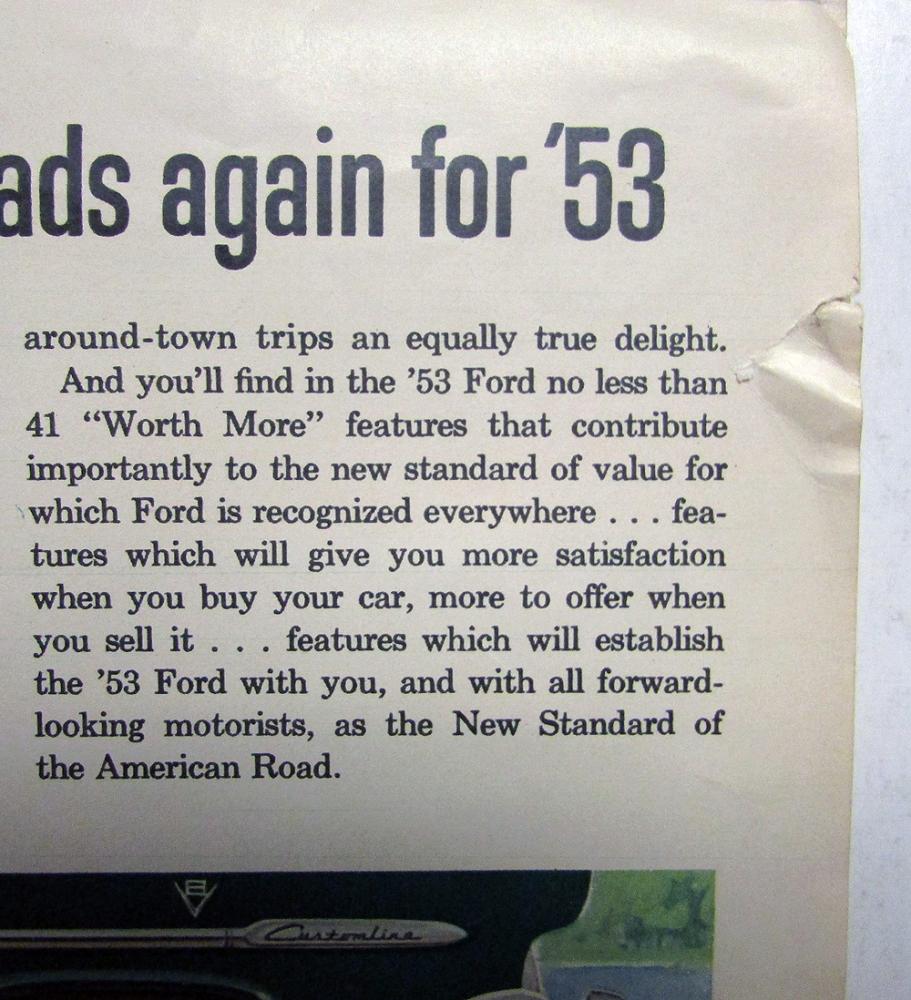 ads again for ’53
around-town trips an equally true delight.
And you’ll find in the ’53 Ford no less than
41 “Worth More” features that contribute
importantly to the new standard of value for
which Ford is recognized everywhere . . . fea-
tures which will give you more satisfaction
when you buy your car, more to offer when
you sell it . . . features which will establish
the ’53 Ford with you, and with all forward-
looking motorists, as the New Standard of
the American Road.
Customline